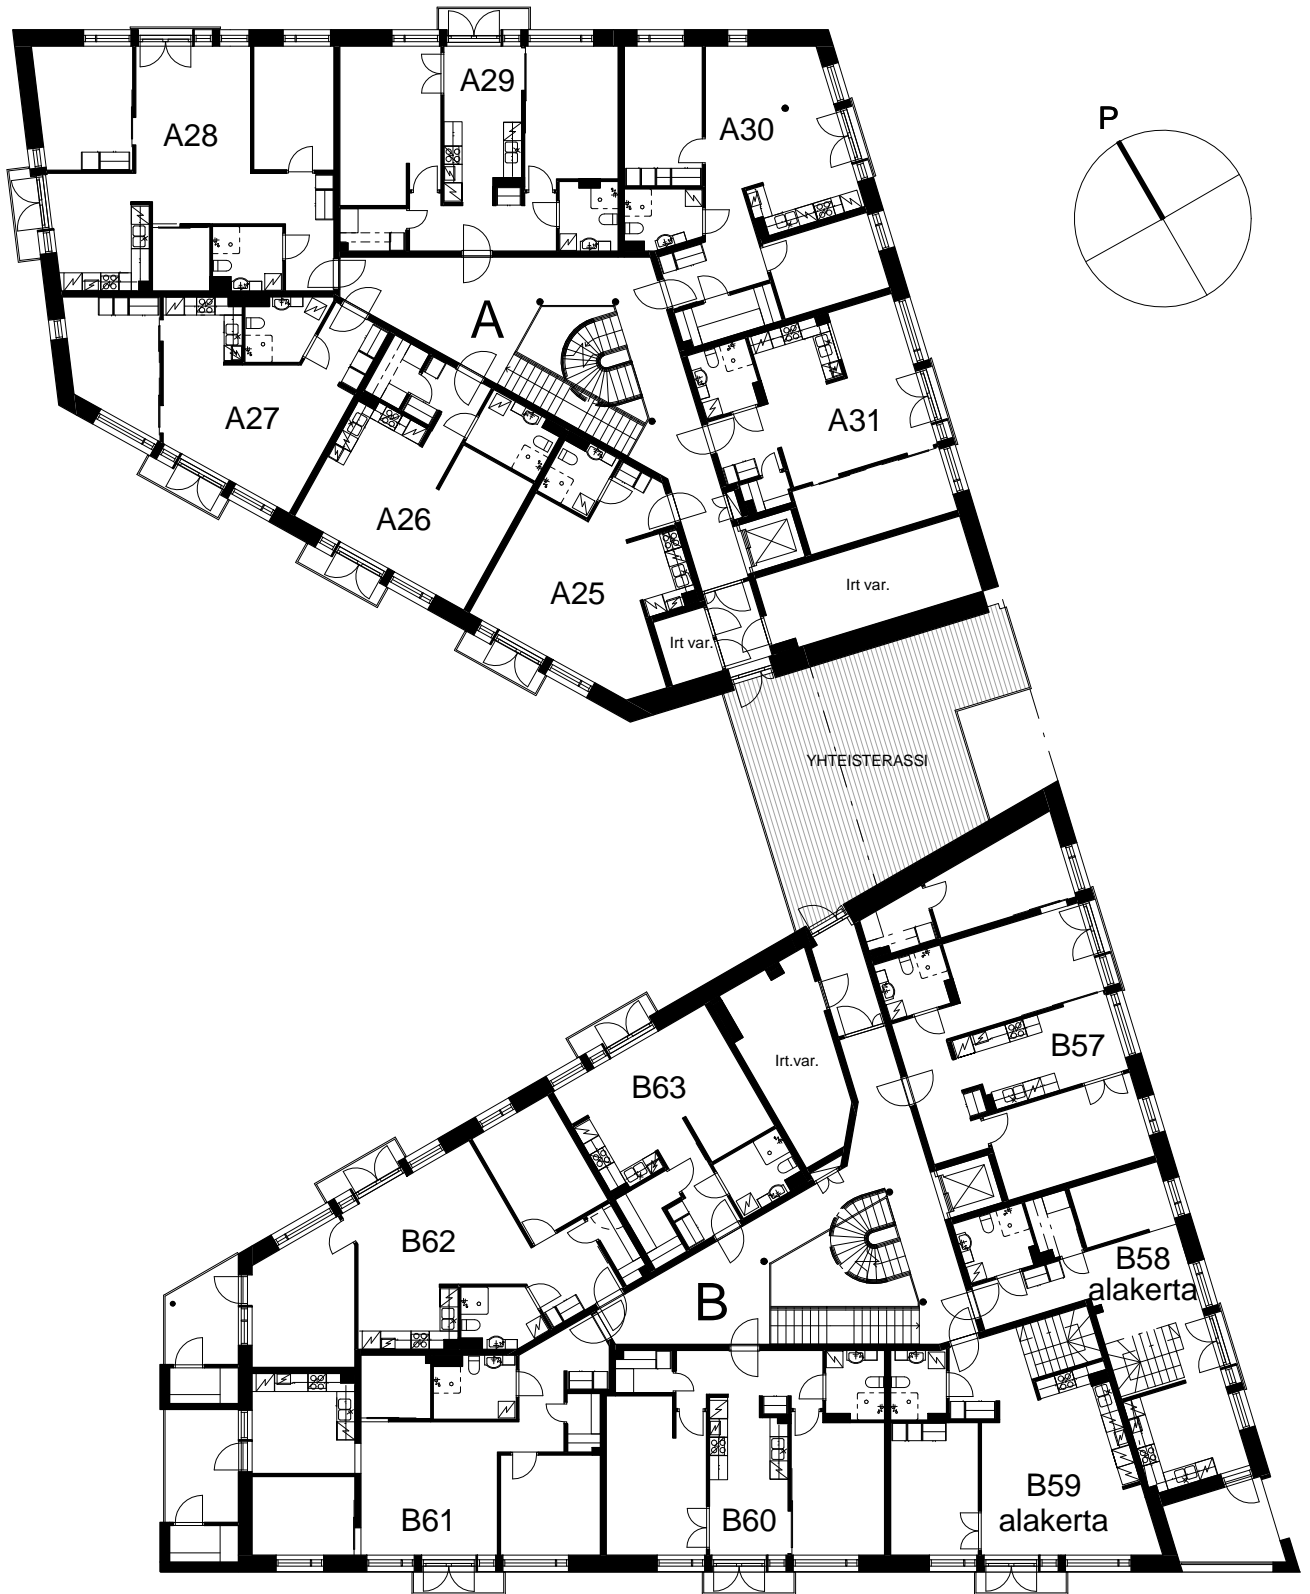 A29
P
A28
A30
A
A27
A31
A26
A25
Irt var.
Irt var.
YHTEISTERASSI
B57
Irt.var.
B63
B62
B58
alakerta
B
B59
alakerta
B61
B60